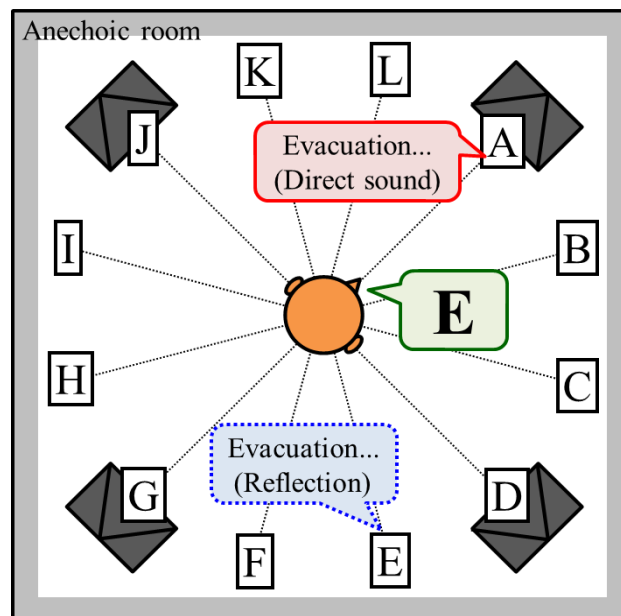 Anechoic room
K
L
J
A
Evacuation...
(Direct sound)
I
B
E
H
C
Evacuation...
(Reflection)
G
D
F
E